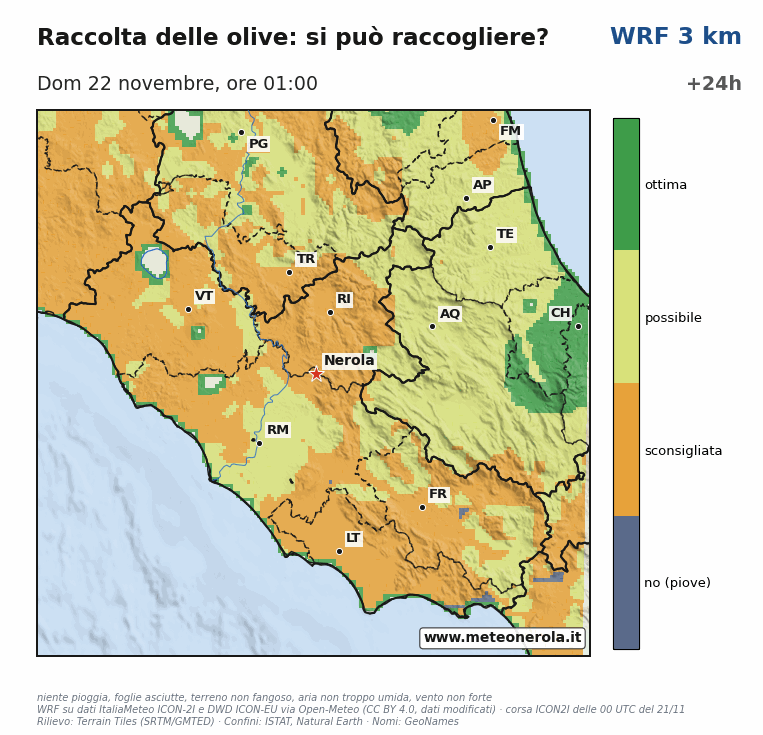 Raccolta delle olive: si può raccogliere?
WRF 3 km
Dom 22 novembre, ore 01:00
+24h
FM
PG
AP
TE
TR
VT
RI
AQ
CH
Nerola
RM
FR
LT
www.meteonerola.it
ottima
possibile
sconsigliata
no (piove)
niente pioggia, foglie asciutte, terreno non fangoso, aria non troppo umida, vento non forte
WRF su dati ItaliaMeteo ICON-2I e DWD ICON-EU via Open-Meteo (CC BY 4.0, dati modificati) · corsa ICON2I delle 00 UTC del 21/11
Rilievo: Terrain Tiles (SRTM/GMTED) · Confini: ISTAT, Natural Earth · Nomi: GeoNames